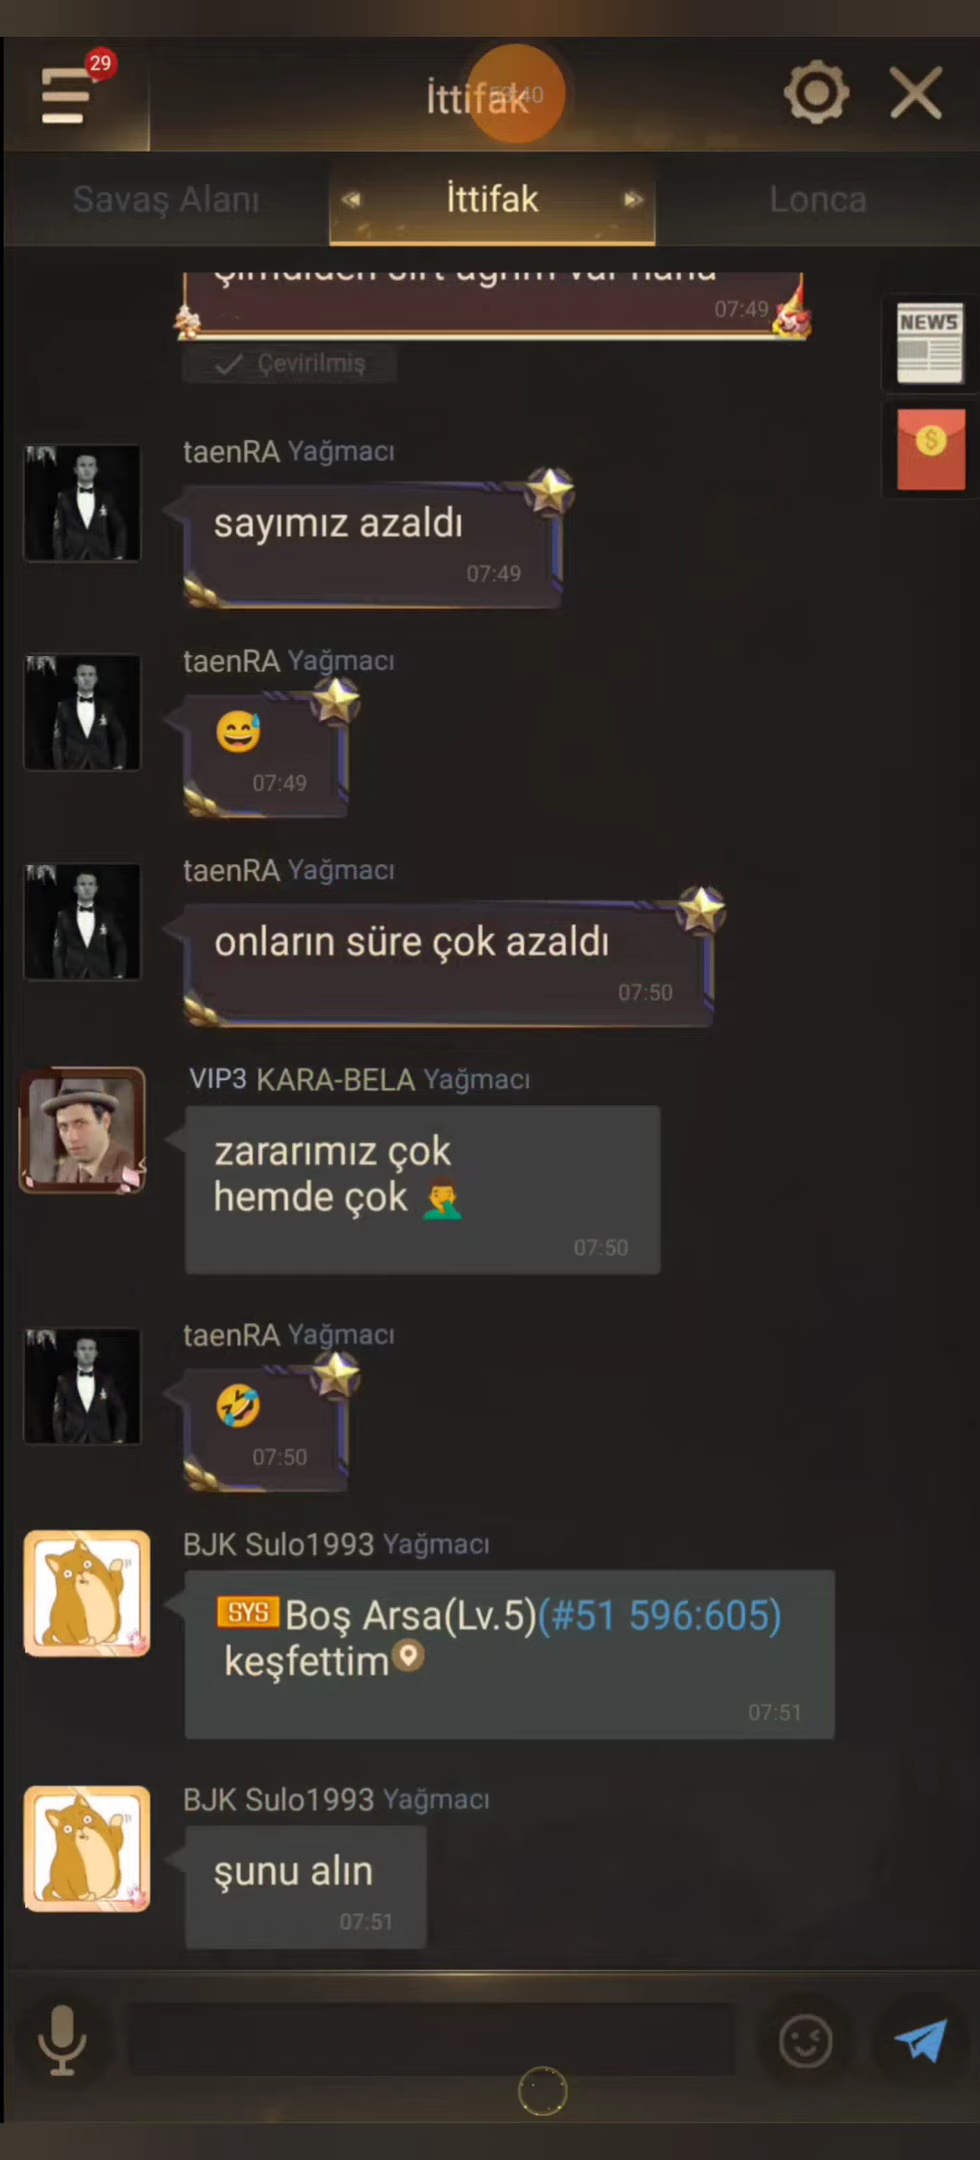 29
İttifak
Savaş Alanı
İttifak
Lonca
07:49
Çevirilmiş
NEWS
taenRA Yağmacı
sayımız azaldı
07:49
taenRA Yağmacı
😅
07:49
taenRA Yağmacı
onların süre çok azaldı
07:50
VIP3 KARA-BELA Yağmacı
zararımız çok
hemde çok 🤦‍♂️
07:50
taenRA Yağmacı
🤣
07:50
BJK Sulo1993 Yağmacı
SYS Boş Arsa(Lv.5)(#51 596:605)
keşfettim
07:51
BJK Sulo1993 Yağmacı
şunu alın
07:51